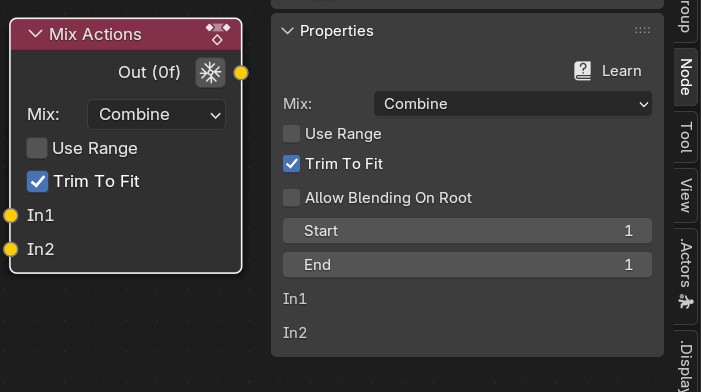 Mix Actions
Out (0f)
Mix: Combine
Use Range
Trim To Fit
In1
In2
Properties
Learn
Mix: Combine
Use Range
Trim To Fit
Allow Blending On Root
Start 1
End 1
In1
In2
roup
Node
Tool
View
.Actors
.Display